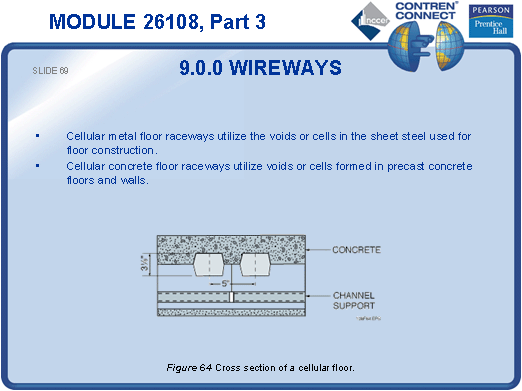 MODULE 26108, Part 3
nccer
CONTREN®
CONNECT
PEARSON
Prentice
Hall
SLIDE 69
9.0.0 WIREWAYS
• Cellular metal floor raceways utilize the voids or cells in the sheet steel used for
floor construction.
• Cellular concrete floor raceways utilize voids or cells formed in precast concrete
floors and walls.
CONCRETE
3½"
5"
CHANNEL
SUPPORT
Figure 64 Cross section of a cellular floor.